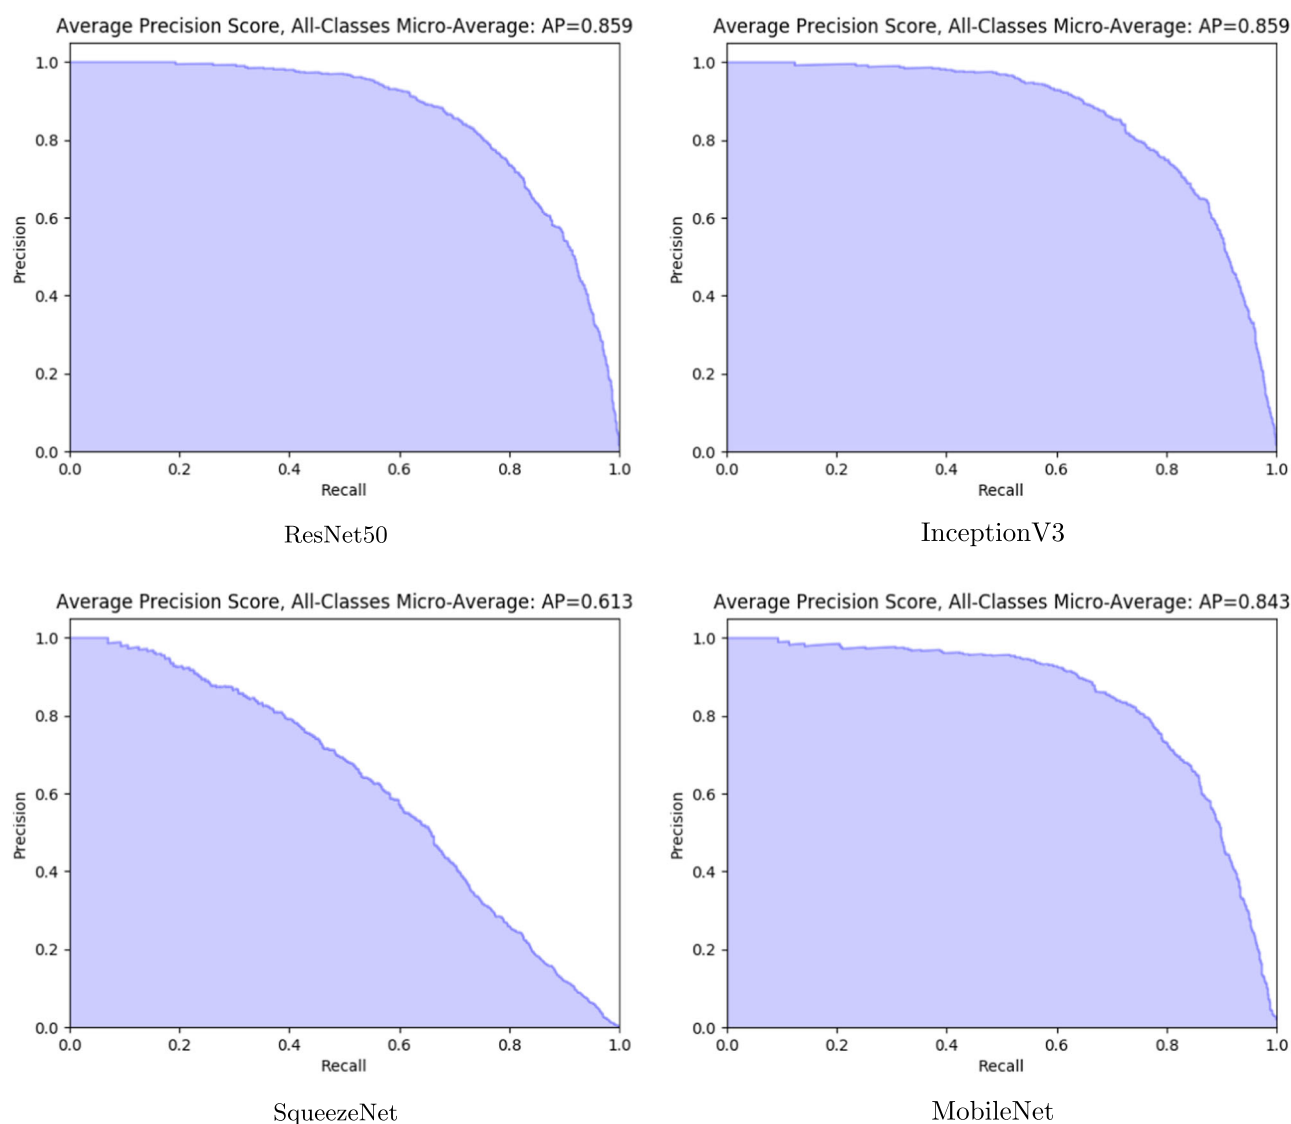 Average Precision Score, All-Classes Micro-Average: AP=0.859
1.0
0.8
0.6
0.4
0.2
0.0
Precision
0.0 0.2 0.4 0.6 0.8 1.0
Recall
ResNet50
Average Precision Score, All-Classes Micro-Average: AP=0.859
1.0
0.8
0.6
0.4
0.2
0.0
Precision
0.0 0.2 0.4 0.6 0.8 1.0
Recall
InceptionV3
Average Precision Score, All-Classes Micro-Average: AP=0.613
1.0
0.8
0.6
0.4
0.2
0.0
Precision
0.0 0.2 0.4 0.6 0.8 1.0
Recall
SqueezeNet
Average Precision Score, All-Classes Micro-Average: AP=0.843
1.0
0.8
0.6
0.4
0.2
0.0
Precision
0.0 0.2 0.4 0.6 0.8 1.0
Recall
MobileNet